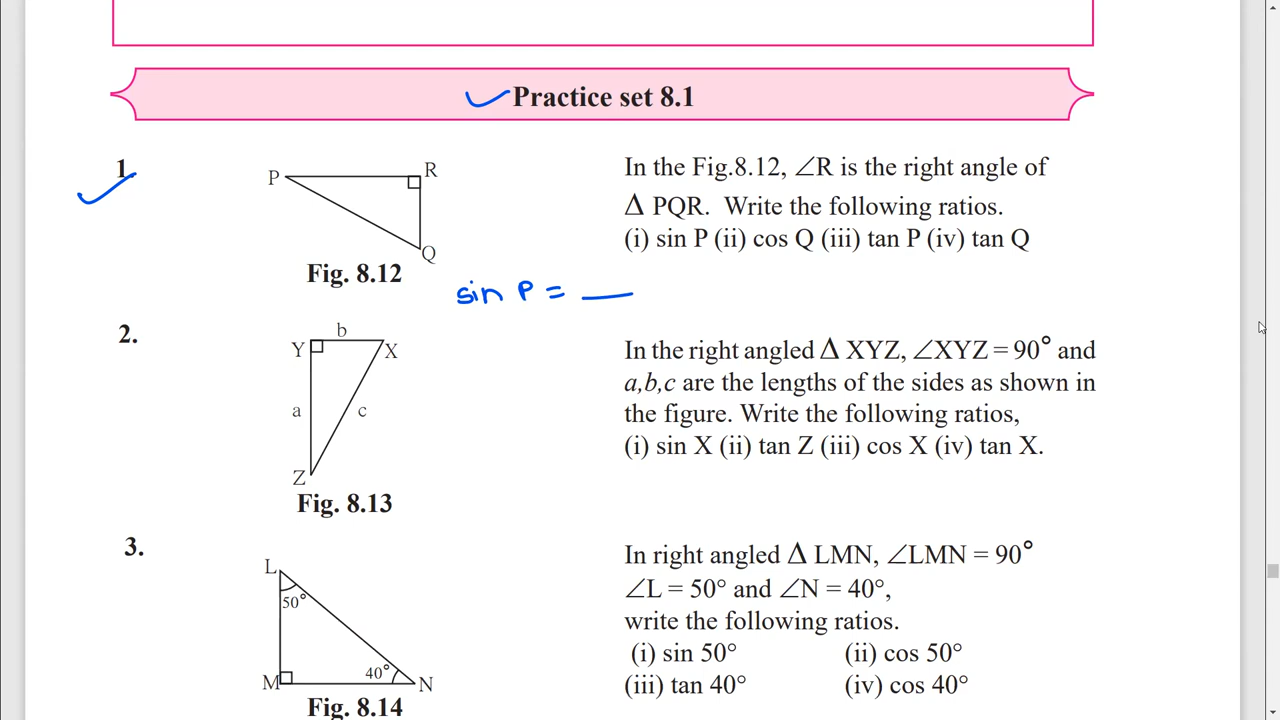 Practice set 8.1
1.
P
R
Q
Fig. 8.12
In the Fig.8.12, ∠R is the right angle of
Δ PQR. Write the following ratios.
(i) sin P (ii) cos Q (iii) tan P (iv) tan Q
sin P =
2.
b
Y
X
a
c
Z
Fig. 8.13
In the right angled Δ XYZ, ∠XYZ = 90° and
a,b,c are the lengths of the sides as shown in
the figure. Write the following ratios,
(i) sin X (ii) tan Z (iii) cos X (iv) tan X.
3.
L
50°
M
40°
N
Fig. 8.14
In right angled Δ LMN, ∠LMN = 90°
∠L = 50° and ∠N = 40°,
write the following ratios.
(i) sin 50° (ii) cos 50°
(iii) tan 40° (iv) cos 40°